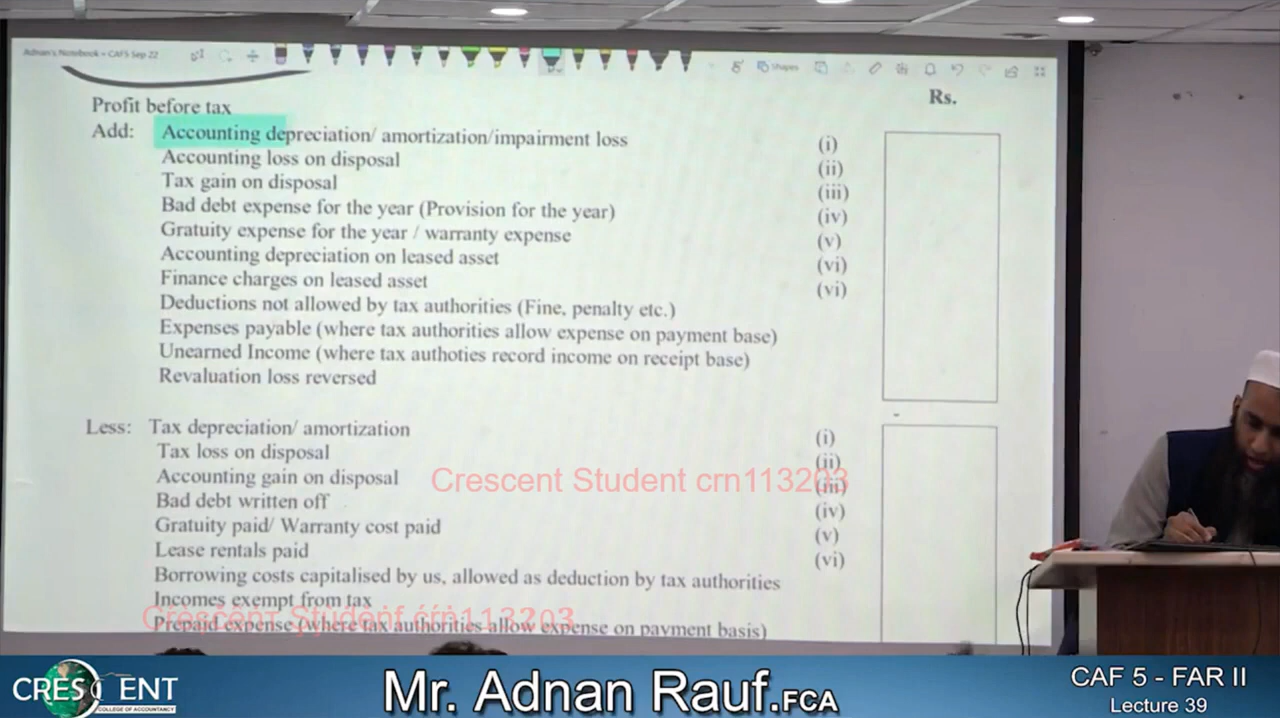 Adnan's Notebook - CAF5 Sep 22
Shapes
Rs.
Profit before tax
Add: Accounting depreciation/ amortization/impairment loss (i)
Accounting loss on disposal (ii)
Tax gain on disposal (iii)
Bad debt expense for the year (Provision for the year) (iv)
Gratuity expense for the year / warranty expense (v)
Accounting depreciation on leased asset (vi)
Finance charges on leased asset (vi)
Deductions not allowed by tax authorities (Fine, penalty etc.)
Expenses payable (where tax authorities allow expense on payment base)
Unearned Income (where tax authoties record income on receipt base)
Revaluation loss reversed
-
Less: Tax depreciation/ amortization (i)
Tax loss on disposal (ii)
Accounting gain on disposal (iii)
Crescent Student crn113203
Bad debt written off (iv)
Gratuity paid/ Warranty cost paid (v)
Lease rentals paid (vi)
Borrowing costs capitalised by us, allowed as deduction by tax authorities
Incomes exempt from tax
Crescent Student crn113203
Prepaid expense (where tax authorities allow expense on payment basis)
CRESCENT
COLLEGE OF ACCOUNTANCY
Mr. Adnan Rauf.FCA
CAF 5 - FAR II
Lecture 39